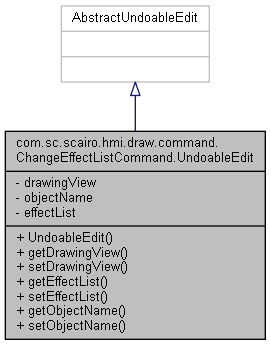 AbstractUndoableEdit
com.sc.scairo.hmi.draw.command.
ChangeEffectListCommand.UndoableEdit
- drawingView
- objectName
- effectList
+ UndoableEdit()
+ getDrawingView()
+ setDrawingView()
+ getEffectList()
+ setEffectList()
+ getObjectName()
+ setObjectName()